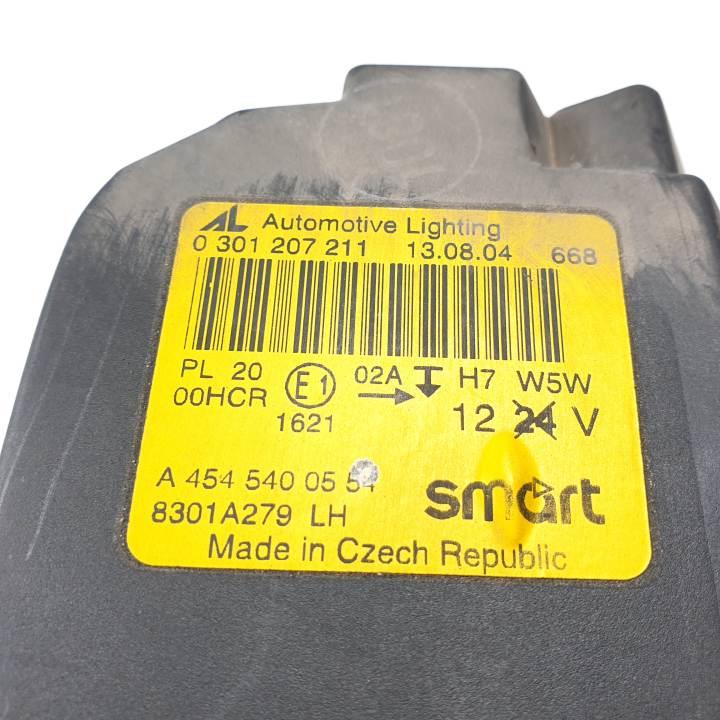 AL Automotive Lighting
0 301 207 211 13.08.04 668
PL 20 E1 02A H7 W5W
00HCR 12 24 V
1621
A 454 540 05 54
8301A279 LH smart
Made in Czech Republic